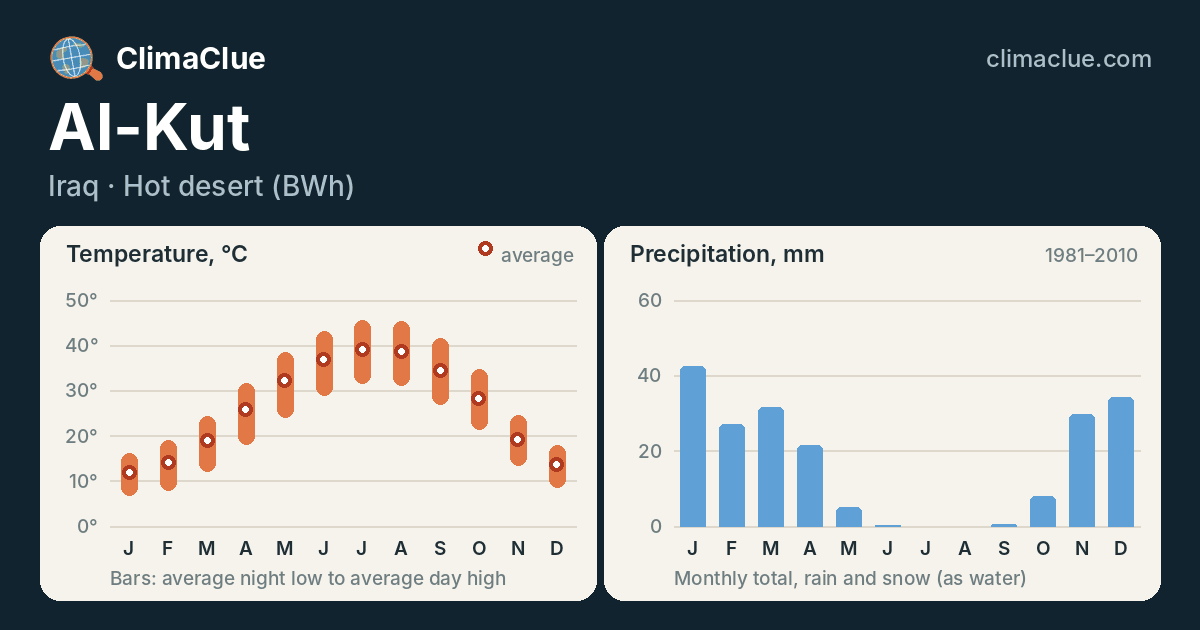 ClimaClue
climaclue.com
Al-Kut
Iraq · Hot desert (BWh)
Temperature, °C
average
50°
40°
30°
20°
10°
0°
J F M A M J J A S O N D
Bars: average night low to average day high
Precipitation, mm
1981–2010
60
40
20
0
J F M A M J J A S O N D
Monthly total, rain and snow (as water)